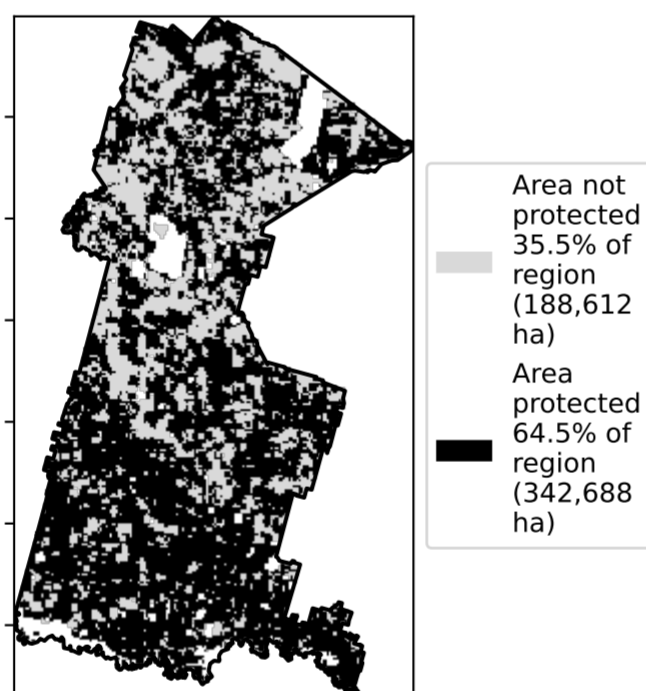 Area not
protected
35.5% of
region
(188,612
ha)
Area
protected
64.5% of
region
(342,688
ha)